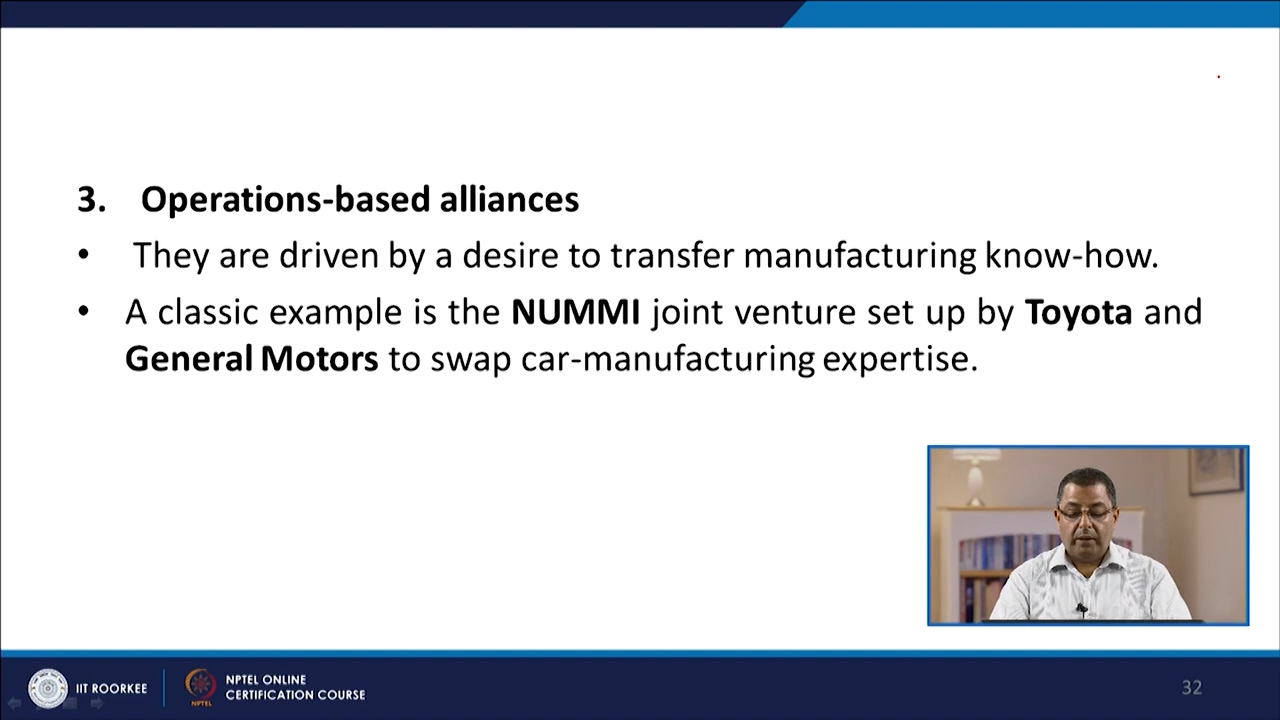 3. Operations-based alliances
• They are driven by a desire to transfer manufacturing know-how.
• A classic example is the NUMMI joint venture set up by Toyota and
General Motors to swap car-manufacturing expertise.
IIT ROORKEE
NPTEL
NPTEL ONLINE
CERTIFICATION COURSE
32